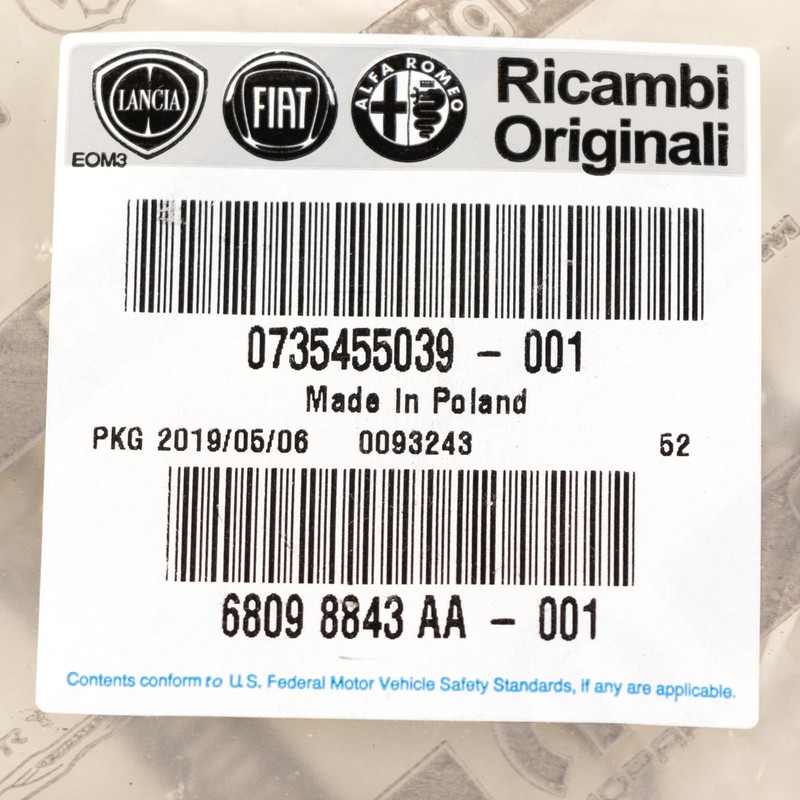 LANCIA
FIAT
ALFA ROMEO
Ricambi
Originali
EOM3
0735455039 - 001
Made In Poland
PKG 2019/05/06 0093243 52
6809 8843 AA - 001
Contents conform to U.S. Federal Motor Vehicle Safety Standards, if any are applicable.